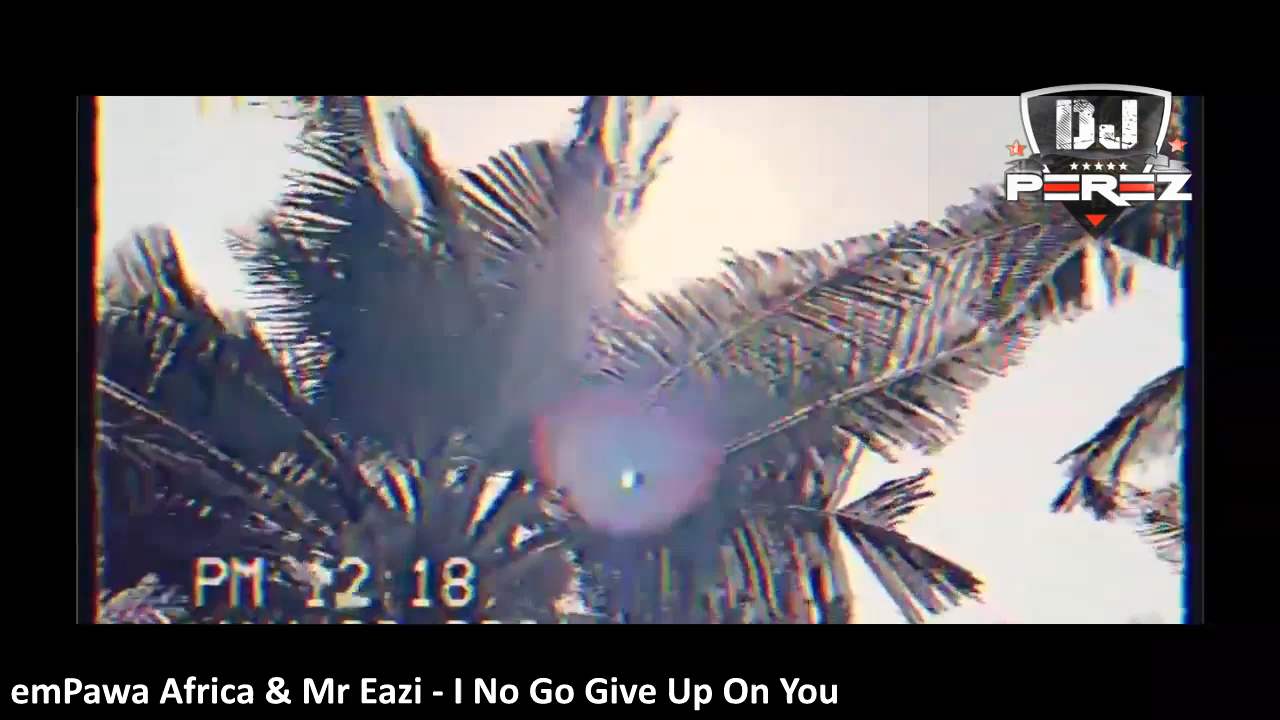 DJ
PEREZ
PM 12:18
emPawa Africa & Mr Eazi - I No Go Give Up On You